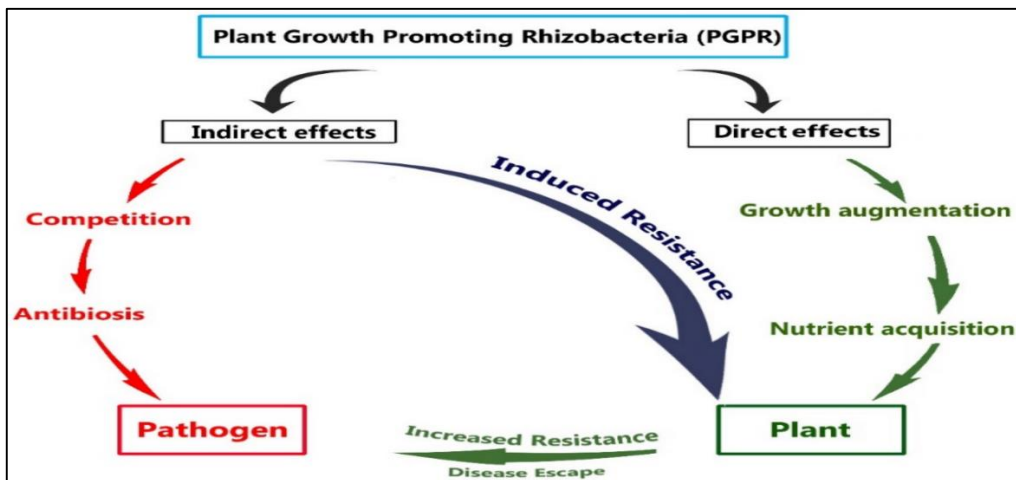 Plant Growth Promoting Rhizobacteria (PGPR)
Indirect effects
Direct effects
Induced Resistance
Competition
Growth augmentation
Antibiosis
Nutrient acquisition
Pathogen
Increased Resistance
Disease Escape
Plant